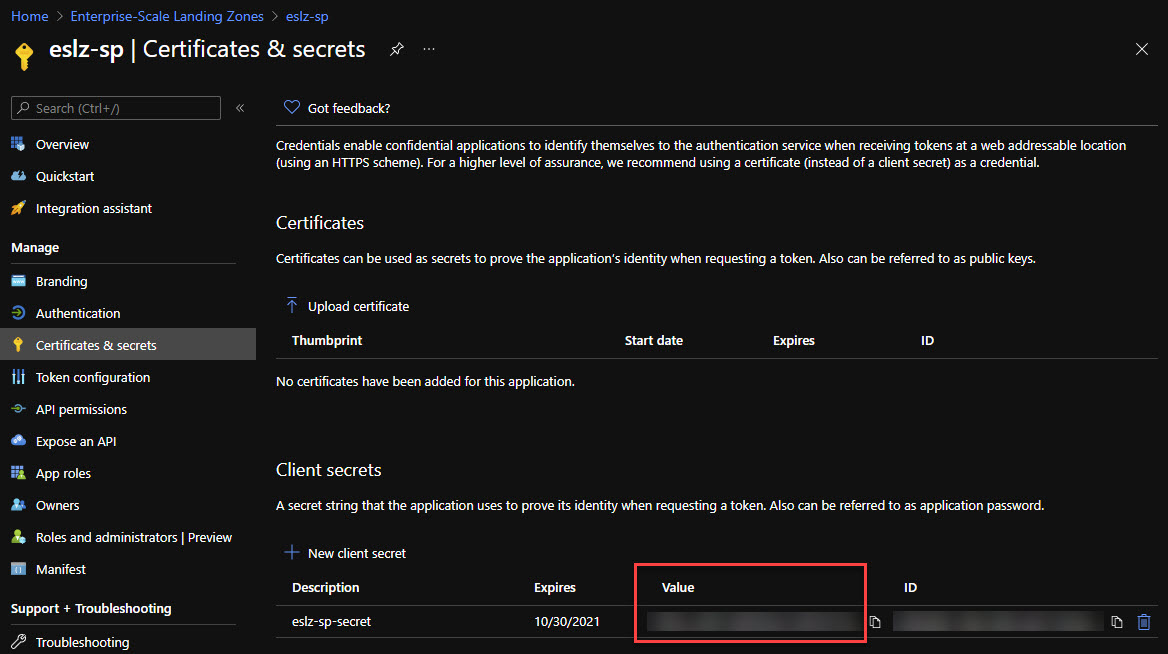 Home > Enterprise-Scale Landing Zones > eslz-sp
eslz-sp | Certificates & secrets
Search (Ctrl+/)
Overview
Quickstart
Integration assistant
Manage
Branding
Authentication
Certificates & secrets
Token configuration
API permissions
Expose an API
App roles
Owners
Roles and administrators | Preview
Manifest
Support + Troubleshooting
Troubleshooting
Got feedback?
Credentials enable confidential applications to identify themselves to the authentication service when receiving tokens at a web addressable location
(using an HTTPS scheme). For a higher level of assurance, we recommend using a certificate (instead of a client secret) as a credential.
Certificates
Certificates can be used as secrets to prove the application's identity when requesting a token. Also can be referred to as public keys.
Upload certificate
Thumbprint Start date Expires ID
No certificates have been added for this application.
Client secrets
A secret string that the application uses to prove its identity when requesting a token. Also can be referred to as application password.
New client secret
Description Expires Value ID
eslz-sp-secret 10/30/2021